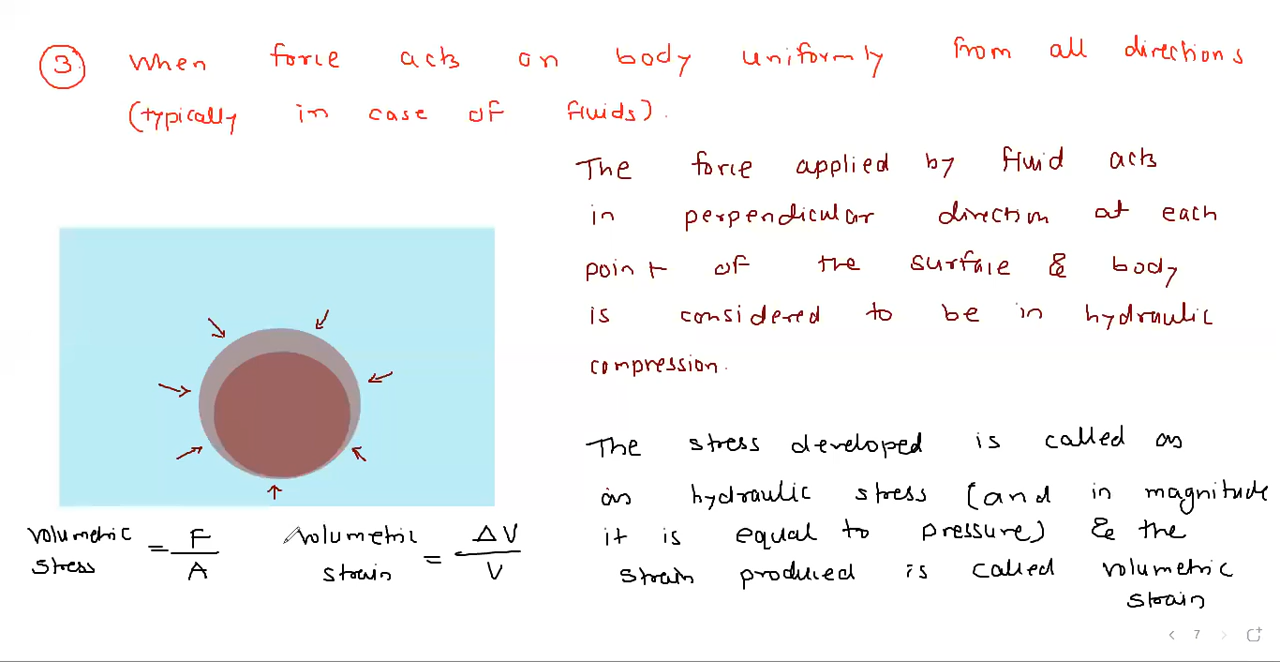 ③ When force acts on body uniformly from all directions
(typically in case of fluids).
The force applied by fluid acts
in perpendicular direction at each
point of the surface & body
is considered to be in hydraulic
compression.
The stress developed is called as
as hydraulic stress (and in magnitude
it is equal to pressure) & the
strain produced is called volumetric
strain
volumetric stress = F/A
volumetric strain = ΔV/V
< 7 >